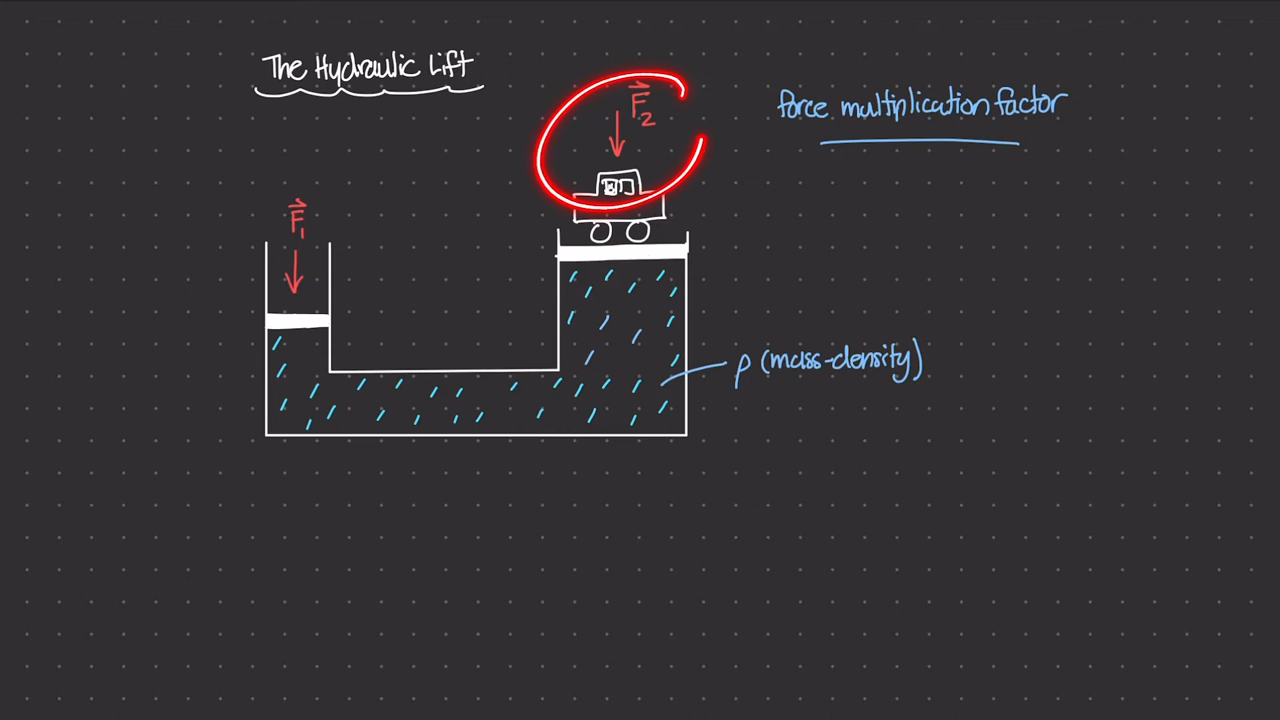 The Hydraulic Lift
F₂
force multiplication factor
F₁
ρ (mass-density)